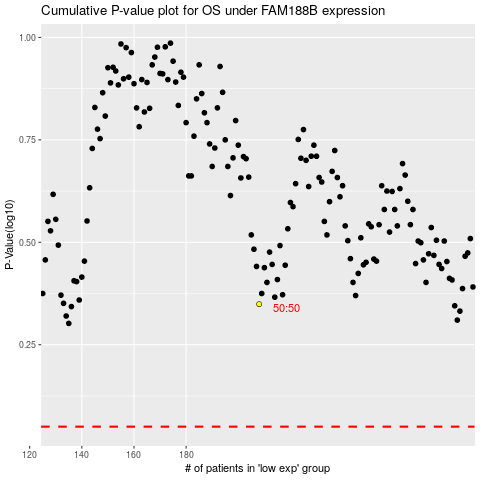 Cumulative P-value plot for OS under FAM188B expression
P-Value(log10)
1.00
0.75
0.50
0.25
50:50
120 140 160 180
# of patients in 'low exp' group